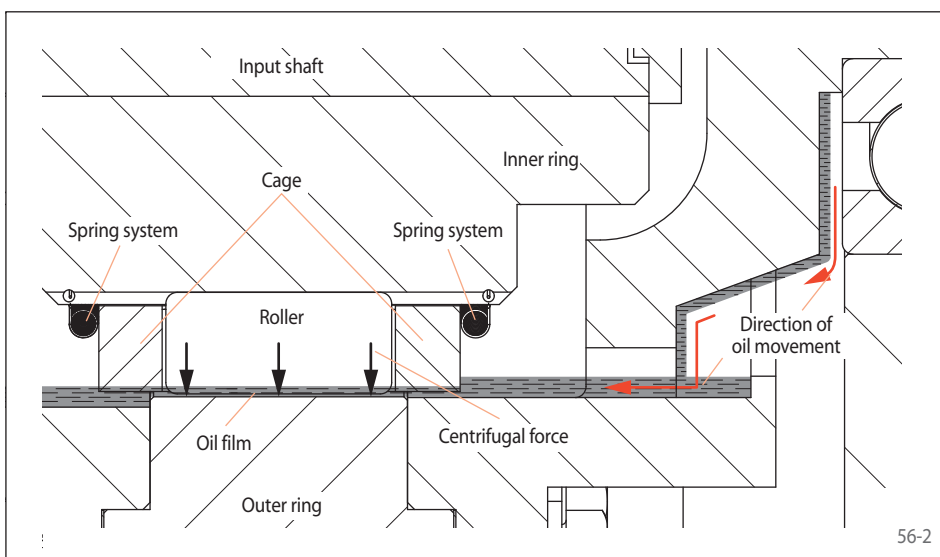 Input shaft
Inner ring
Cage
Spring system
Spring system
Roller
Direction of
oil movement
Centrifugal force
Oil film
Outer ring
56-2